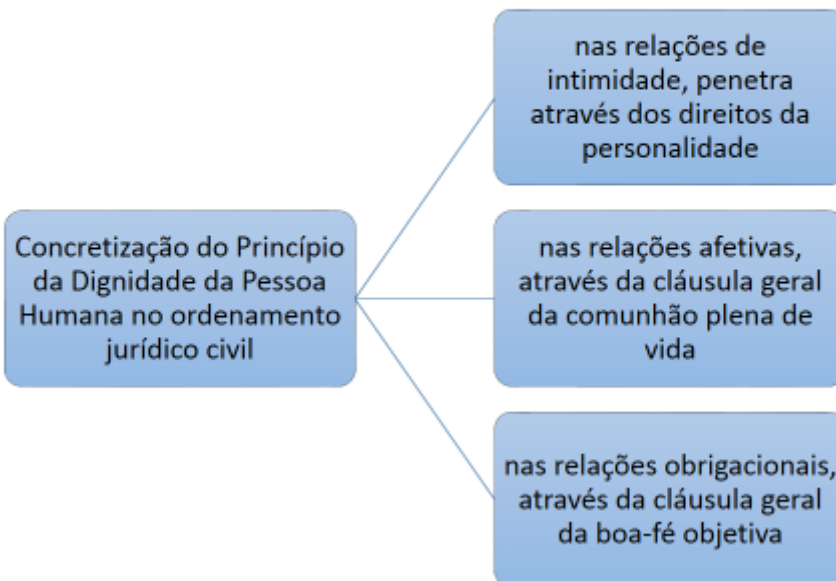 nas relações de
intimidade, penetra
através dos direitos da
personalidade
Concretização do Princípio
da Dignidade da Pessoa
Humana no ordenamento
jurídico civil
nas relações afetivas,
através da cláusula geral
da comunhão plena de
vida
nas relações obrigacionais,
através da cláusula geral
da boa-fé objetiva